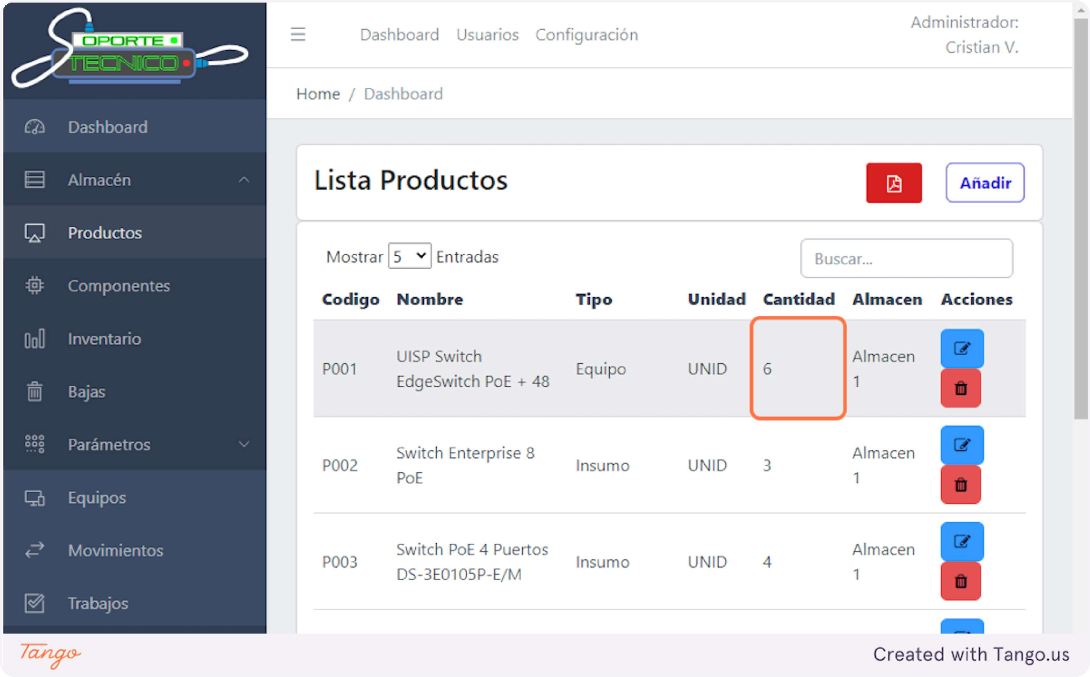 OPORTE
TECNICO
Dashboard Usuarios Configuración
Administrador:
Cristian V.
Home / Dashboard
Dashboard
Almacén
Productos
Componentes
Inventario
Bajas
Parámetros
Equipos
Movimientos
Trabajos
Lista Productos
Añadir
Mostrar 5 Entradas
Buscar...
Codigo Nombre Tipo Unidad Cantidad Almacen Acciones
P001 UISP Switch EdgeSwitch PoE + 48 Equipo UNID 6 Almacen 1
P002 Switch Enterprise 8 PoE Insumo UNID 3 Almacen 1
P003 Switch PoE 4 Puertos DS-3E0105P-E/M Insumo UNID 4 Almacen 1
Tango
Created with Tango.us